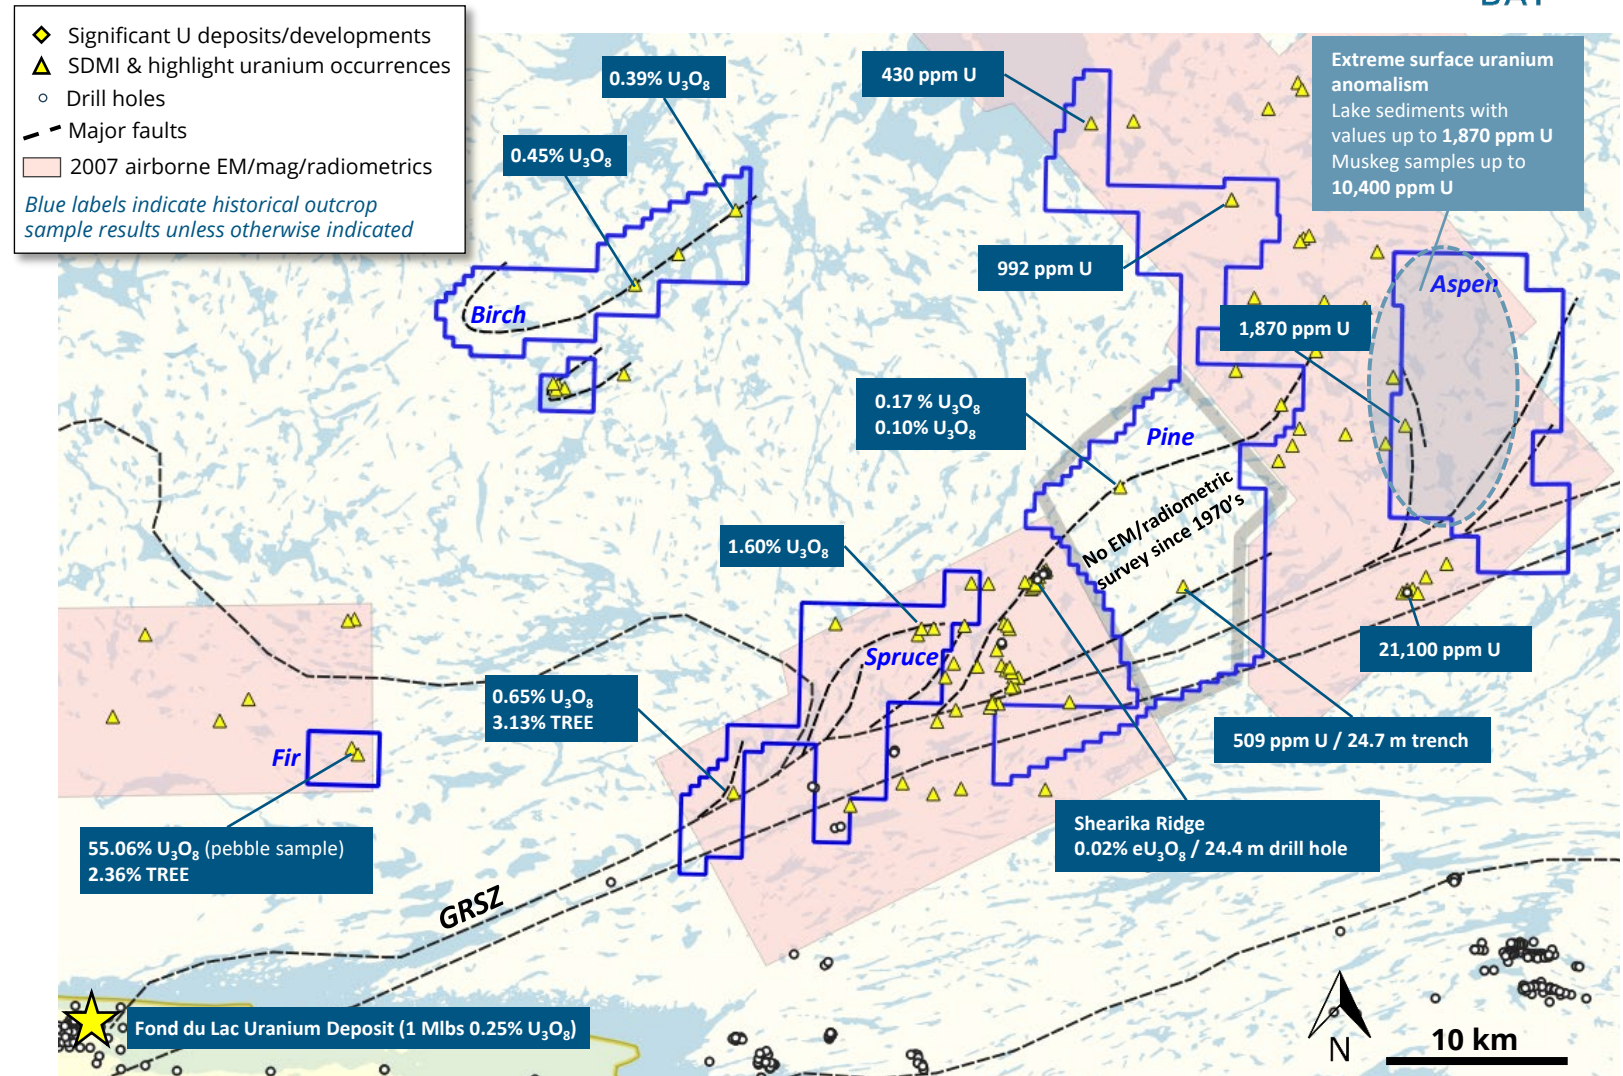 Significant U deposits/developments
SDMI & highlight uranium occurrences
Drill holes
Major faults
2007 airborne EM/mag/radiometrics
Blue labels indicate historical outcrop
sample results unless otherwise indicated
0.39% U₃O₈
0.45% U₃O₈
430 ppm U
Extreme surface uranium
anomalism
Lake sediments with
values up to 1,870 ppm U
Muskeg samples up to
10,400 ppm U
992 ppm U
Aspen
Birch
1,870 ppm U
0.17 % U₃O₈
0.10% U₃O₈
Pine
No EM/radiometric
survey since 1970's
1.60% U₃O₈
Spruce
21,100 ppm U
0.65% U₃O₈
3.13% TREE
509 ppm U / 24.7 m trench
Fir
55.06% U₃O₈ (pebble sample)
2.36% TREE
Shearika Ridge
0.02% eU₃O₈ / 24.4 m drill hole
GRSZ
Fond du Lac Uranium Deposit (1 Mlbs 0.25% U₃O₈)
N
10 km